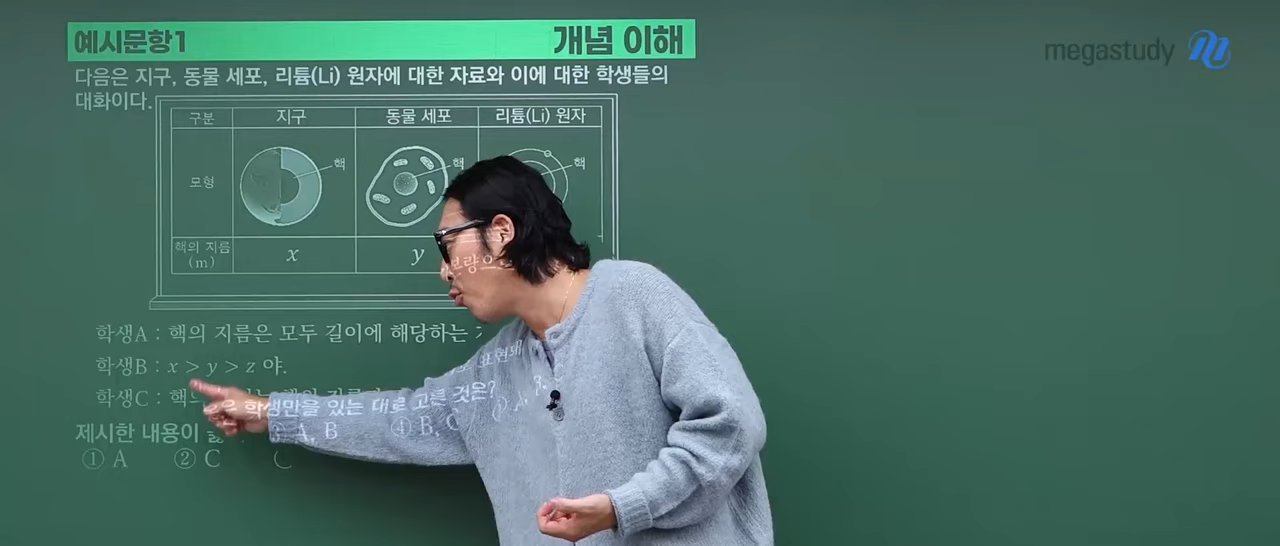 예시문항1 개념 이해
megastudy
다음은 지구, 동물 세포, 리튬(Li) 원자에 대한 자료와 이에 대한 학생들의
대화이다.
구분 지구 동물 세포 리튬(Li) 원자
모형 핵 핵 핵
핵의 지름
(m) x y
학생A : 핵의 지름은 모두 길이에 해당하는
학생B : x > y > z 야.
학생C :
제시한 내용이 학생만을 있는 대로 고른 것은?
① A ② C A, B ④ B, C